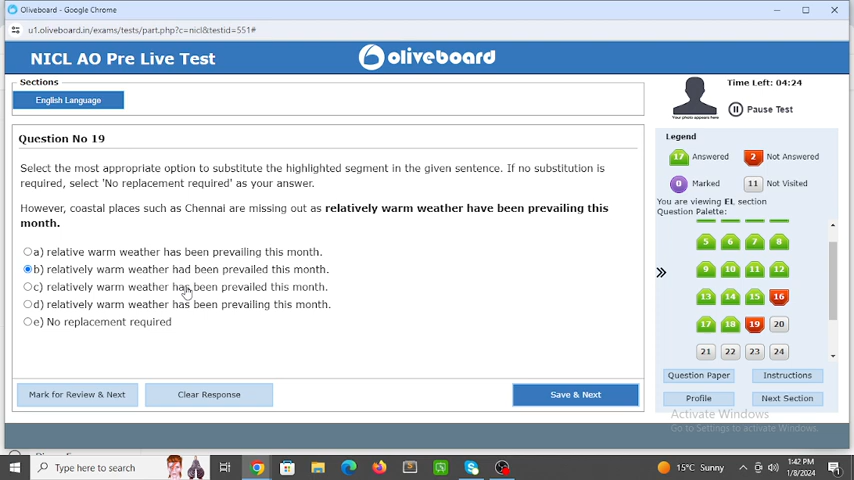 Oliveboard - Google Chrome
u1.oliveboard.in/exams/tests/part.php?c=nicl&testid=551#
NICL AO Pre Live Test
oliveboard
Sections
English Language
Time Left: 04:24
Pause Test
Your photo appears here
Question No 19
Select the most appropriate option to substitute the highlighted segment in the given sentence. If no substitution is
required, select 'No replacement required' as your answer.
However, coastal places such as Chennai are missing out as relatively warm weather have been prevailing this
month.
a) relative warm weather has been prevailing this month.
b) relatively warm weather had been prevailed this month.
c) relatively warm weather has been prevailed this month.
d) relatively warm weather has been prevailing this month.
e) No replacement required
Mark for Review & Next
Clear Response
Save & Next
Legend
17 Answered
2 Not Answered
0 Marked
11 Not Visited
You are viewing EL section
Question Palette:
5 6 7 8
9 10 11 12
13 14 15 16
17 18 19 20
21 22 23 24
Question Paper
Instructions
Profile
Next Section
Activate Windows
Go to Settings to activate Windows.
Type here to search
15°C Sunny
1:42 PM
1/8/2024
1